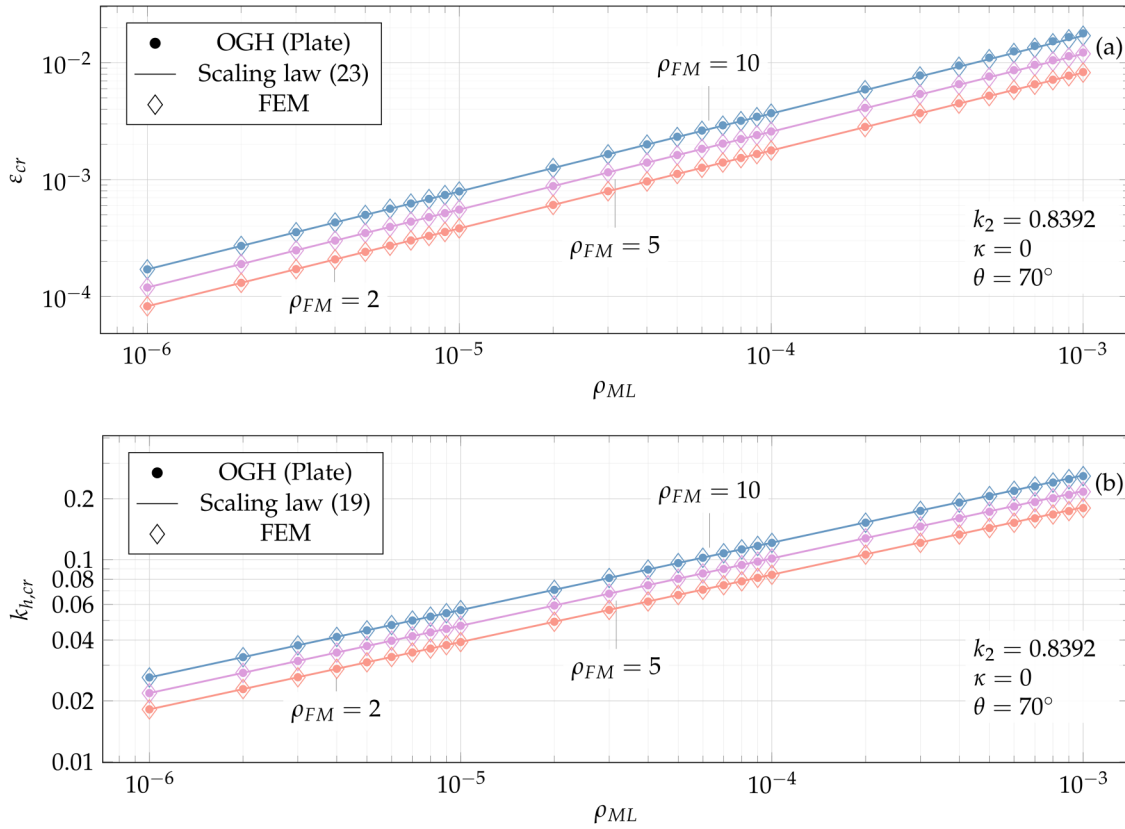 OGH (Plate)
Scaling law (23)
FEM
(a)
ρ_FM = 10
ρ_FM = 5
ρ_FM = 2
k₂ = 0.8392
κ = 0
θ = 70°
10⁻²
10⁻³
10⁻⁴
ε_cr
10⁻⁶ 10⁻⁵ 10⁻⁴ 10⁻³
ρ_ML
OGH (Plate)
Scaling law (19)
FEM
(b)
ρ_FM = 10
ρ_FM = 5
ρ_FM = 2
k₂ = 0.8392
κ = 0
θ = 70°
0.2
0.1
0.08
0.06
0.04
0.02
0.01
k_h,cr
10⁻⁶ 10⁻⁵ 10⁻⁴ 10⁻³
ρ_ML